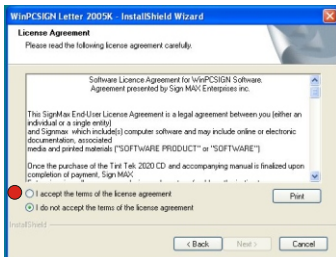 WinPCSIGN Letter 2005K - InstallShield Wizard
License Agreement
Please read the following license agreement carefully.
Software Licence Agreement for WinPCSIGN Software.
Agreement presented by Sign MAX Enterprises inc.
This SignMax End-User License Agreement is a legal agreement between you (either an
individual or a single entity)
and Signmax which include(s) computer software and may include online or electronic
documentation, associated
media and printed materials ("SOFTWARE PRODUCT" or "SOFTWARE")
Once the purchase of the Tint Tek 2020 CD and accompanying manual is finalized upon
completion of payment, Sign MAX
I accept the terms of the license agreement
Print
I do not accept the terms of the license agreement
InstallShield
< Back
Next >
Cancel